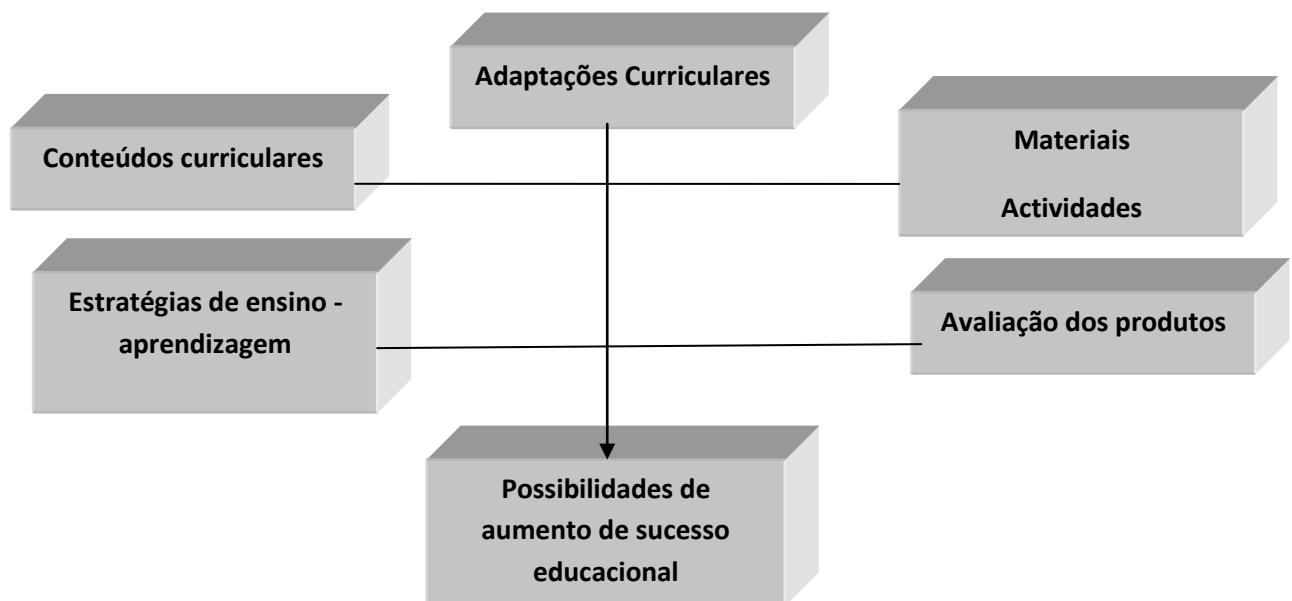 Adaptações Curriculares
Conteúdos curriculares
Materiais
Actividades
Estratégias de ensino -
aprendizagem
Avaliação dos produtos
Possibilidades de
aumento de sucesso
educacional